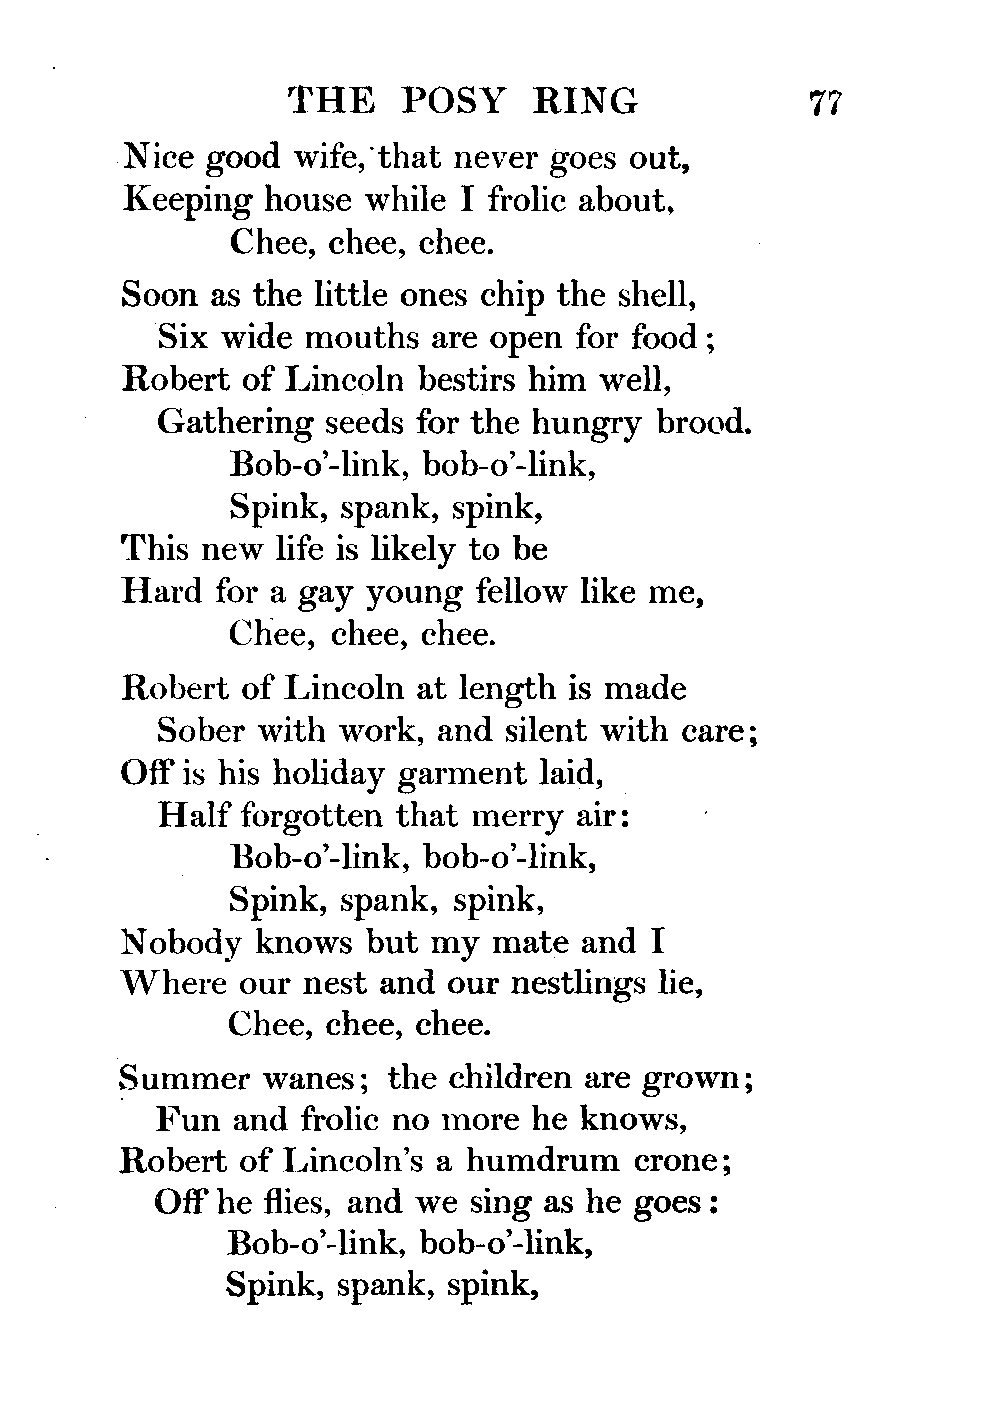 THE POSY RING 77
Nice good wife, that never goes out,
Keeping house while I frolic about,
Chee, chee, chee.
Soon as the little ones chip the shell,
Six wide mouths are open for food;
Robert of Lincoln bestirs him well,
Gathering seeds for the hungry brood.
Bob-o'-link, bob-o'-link,
Spink, spank, spink,
This new life is likely to be
Hard for a gay young fellow like me,
Chee, chee, chee.
Robert of Lincoln at length is made
Sober with work, and silent with care;
Off is his holiday garment laid,
Half forgotten that merry air:
Bob-o'-link, bob-o'-link,
Spink, spank, spink,
Nobody knows but my mate and I
Where our nest and our nestlings lie,
Chee, chee, chee.
Summer wanes; the children are grown;
Fun and frolic no more he knows,
Robert of Lincoln's a humdrum crone;
Off he flies, and we sing as he goes:
Bob-o'-link, bob-o'-link,
Spink, spank, spink,